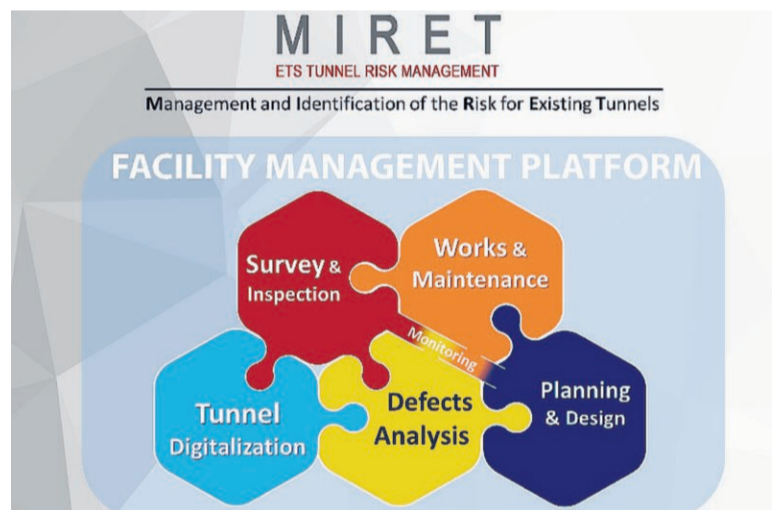 MIRET
ETS TUNNEL RISK MANAGEMENT
Management and Identification of the Risk for Existing Tunnels
FACILITY MANAGEMENT PLATFORM
Survey &
Inspection
Works &
Maintenance
Monitoring
Tunnel
Digitalization
Defects
Analysis
Planning
& Design